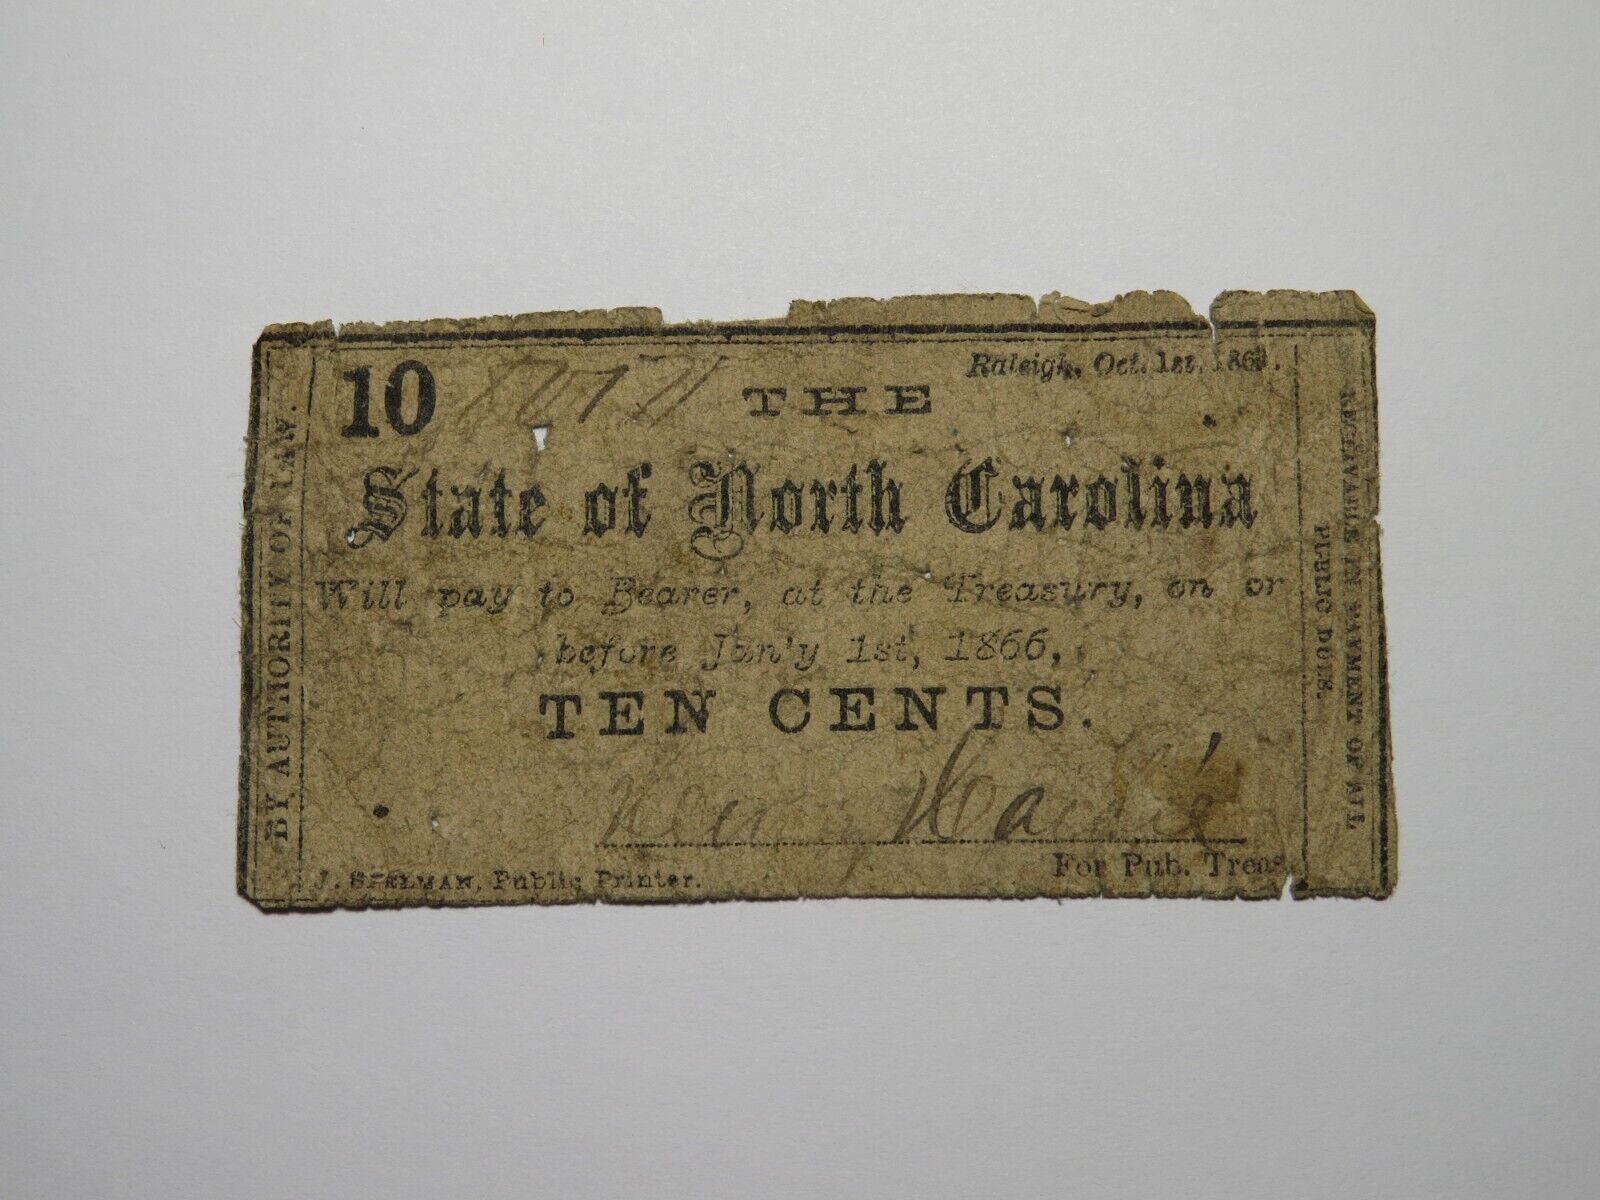 BY AUTHORITY OF LAW.
10
Raleigh, Oct. 1st,
THE
State of North Carolina
Will pay to Bearer, at the Treasury, on or
before Jan'y 1st, 1866,
TEN CENTS.
For Pub. Treas
J. SPELMAN, Public Printer.
RECEIVABLE IN PAYMENT OF ALL
PUBLIC DUES.